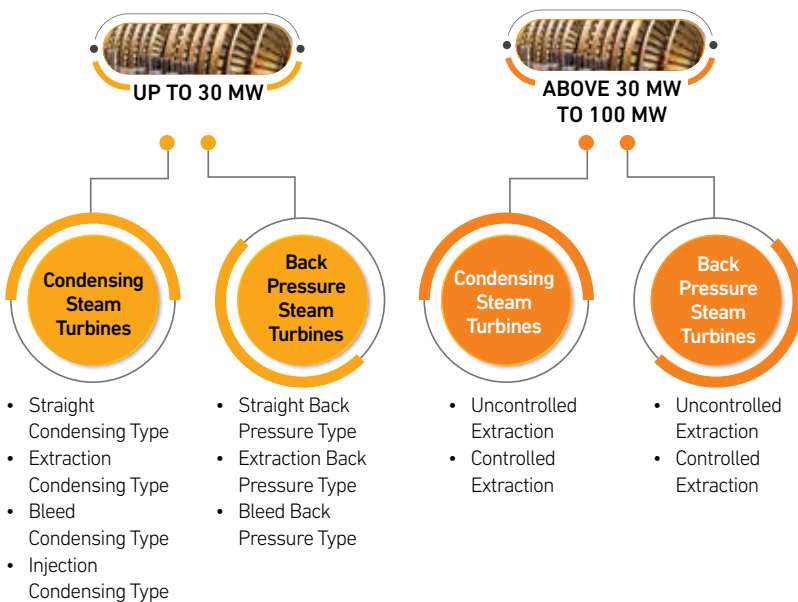 UP TO 30 MW
Condensing
Steam
Turbines
• Straight
Condensing Type
• Extraction
Condensing Type
• Bleed
Condensing Type
• Injection
Condensing Type
Back
Pressure
Steam
Turbines
• Straight Back
Pressure Type
• Extraction Back
Pressure Type
• Bleed Back
Pressure Type
ABOVE 30 MW
TO 100 MW
Condensing
Steam
Turbines
• Uncontrolled
Extraction
• Controlled
Extraction
Back
Pressure
Steam
Turbines
• Uncontrolled
Extraction
• Controlled
Extraction